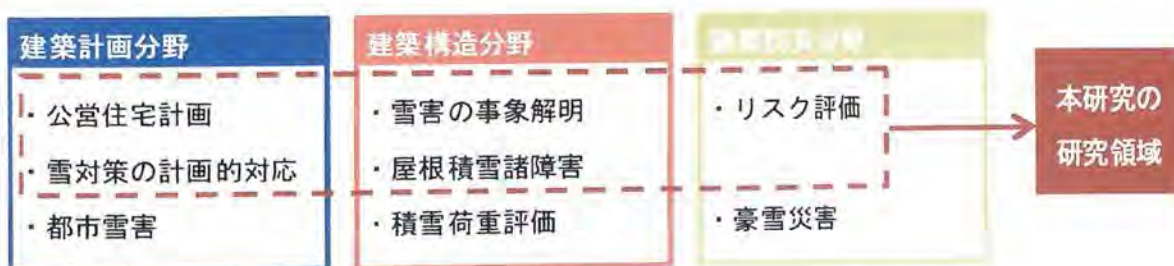 建築計画分野
・公営住宅計画
・雪対策の計画的対応
・都市雪害
建築構造分野
・雪害の事象解明
・屋根積雪諸障害
・積雪荷重評価
・リスク評価
・豪雪災害
本研究の
研究領域